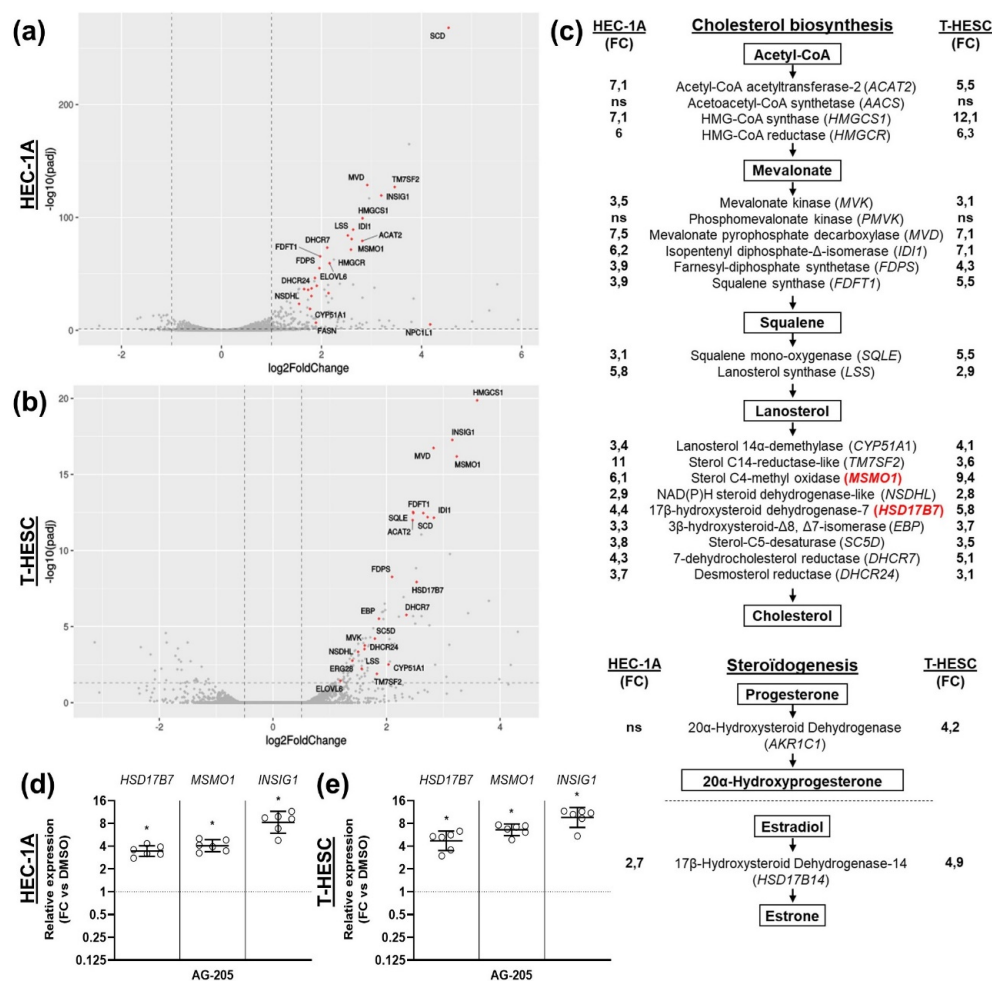 (a)
HEC-1A
-log10(padj)
200
100
0
SCD
MVD
TM7SF2
INSIG1
HMGCS1
LSS
IDI1
ACAT2
DHCR7
MSMO1
FDFT1
HMGCR
FDPS
ELOVL6
DHCR24
NSDHL
CYP51A1
FASN
NPC1L1
-2 0 2 4 6
log2FoldChange
(b)
T-HESC
-log10(padj)
20
15
10
5
0
HMGCS1
INSIG1
MVD
MSMO1
FDFT1
SQLE
IDI1
SCD
ACAT2
FDPS
HSD17B7
EBP
DHCR7
SC5D
MVK
DHCR24
NSDHL
LSS
ERG28
CYP51A1
TM7SF2
ELOVL6
-2 0 2 4
log2FoldChange
(c)
HEC-1A Cholesterol biosynthesis T-HESC
(FC) (FC)
Acetyl-CoA
7,1 Acetyl-CoA acetyltransferase-2 (ACAT2) 5,5
ns Acetoacetyl-CoA synthetase (AACS) ns
7,1 HMG-CoA synthase (HMGCS1) 12,1
6 HMG-CoA reductase (HMGCR) 6,3
Mevalonate
3,5 Mevalonate kinase (MVK) 3,1
ns Phosphomevalonate kinase (PMVK) ns
7,5 Mevalonate pyrophosphate decarboxylase (MVD) 7,1
6,2 Isopentenyl diphosphate-Δ-isomerase (IDI1) 7,1
3,9 Farnesyl-diphosphate synthetase (FDPS) 4,3
3,9 Squalene synthase (FDFT1) 5,5
Squalene
3,1 Squalene mono-oxygenase (SQLE) 5,5
5,8 Lanosterol synthase (LSS) 2,9
Lanosterol
3,4 Lanosterol 14α-demethylase (CYP51A1) 4,1
11 Sterol C14-reductase-like (TM7SF2) 3,6
6,1 Sterol C4-methyl oxidase (MSMO1) 9,4
2,9 NAD(P)H steroid dehydrogenase-like (NSDHL) 2,8
4,4 17β-hydroxysteroid dehydrogenase-7 (HSD17B7) 5,8
3,3 3β-hydroxysteroid-Δ8, Δ7-isomerase (EBP) 3,7
3,8 Sterol-C5-desaturase (SC5D) 3,5
4,3 7-dehydrocholesterol reductase (DHCR7) 5,1
3,7 Desmosterol reductase (DHCR24) 3,1
Cholesterol
HEC-1A Steroïdogenesis T-HESC
(FC) (FC)
Progesterone
ns 20α-Hydroxysteroid Dehydrogenase 4,2
(AKR1C1)
20α-Hydroxyprogesterone
Estradiol
2,7 17β-Hydroxysteroid Dehydrogenase-14 4,9
(HSD17B14)
Estrone
(d)
HSD17B7 MSMO1 INSIG1
HEC-1A
Relative expression
(FC vs DMSO)
16
8
4
2
1
0.5
0.25
0.125
* * *
AG-205
(e)
HSD17B7 MSMO1 INSIG1
T-HESC
Relative expression
(FC vs DMSO)
16
8
4
2
1
0.5
0.25
0.125
* * *
AG-205